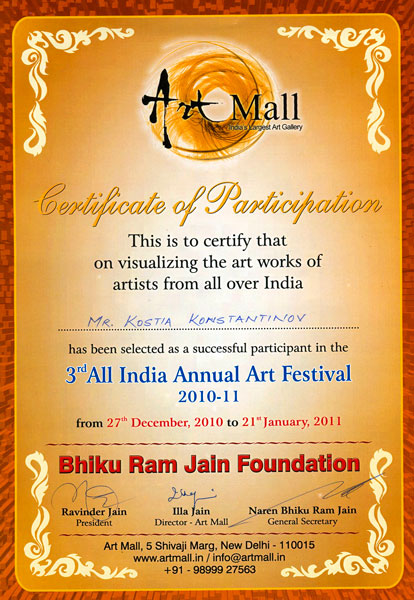 Art Mall
India's Largest Art Gallery
Certificate of Participation
This is to certify that
on visualizing the art works of
artists from all over India
MR. KOSTIA KONSTANTINOV
has been selected as a successful participant in the
3rd All India Annual Art Festival
2010-11
from 27th December, 2010 to 21st January, 2011
Bhiku Ram Jain Foundation
Ravinder Jain Illa Jain Naren Bhiku Ram Jain
President Director - Art Mall General Secretary
Art Mall, 5 Shivaji Marg, New Delhi - 110015
www.artmall.in / info@artmall.in
+91 - 98999 27563